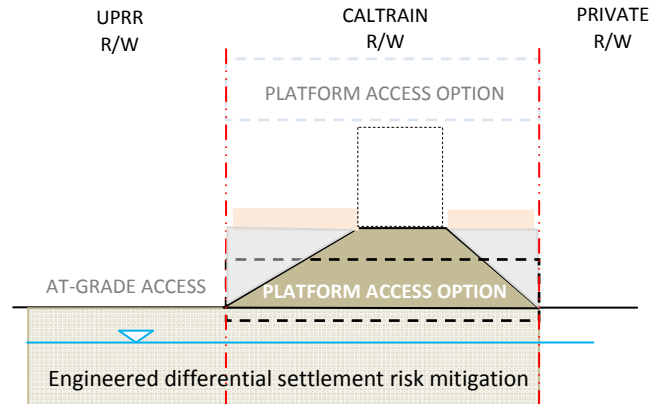 UPRR
R/W
CALTRAIN
R/W
PRIVATE
R/W
PLATFORM ACCESS OPTION
AT-GRADE ACCESS
PLATFORM ACCESS OPTION
Engineered differential settlement risk mitigation